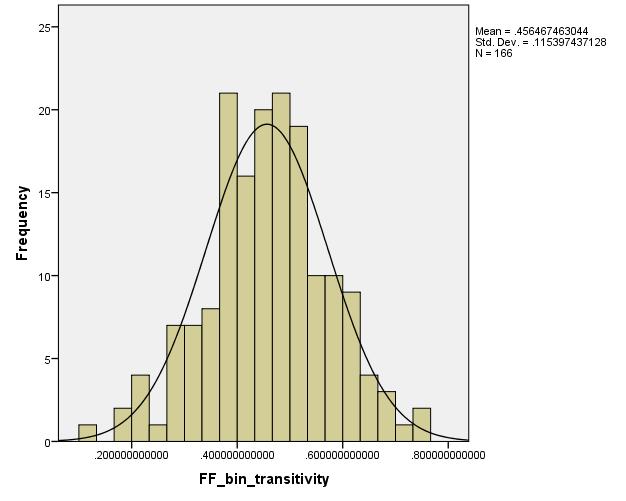 Mean = .456467463044
Std. Dev. = .115397437128
N = 166
25
20
15
10
5
0
Frequency
.200000000000 .400000000000 .600000000000 .800000000000
FF_bin_transitivity